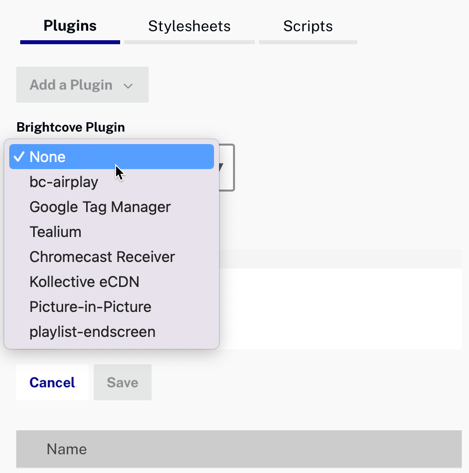 Plugins Stylesheets Scripts
Add a Plugin
Brightcove Plugin
✓ None
bc-airplay
Google Tag Manager
Tealium
Chromecast Receiver
Kollective eCDN
Picture-in-Picture
playlist-endscreen
Cancel Save
Name